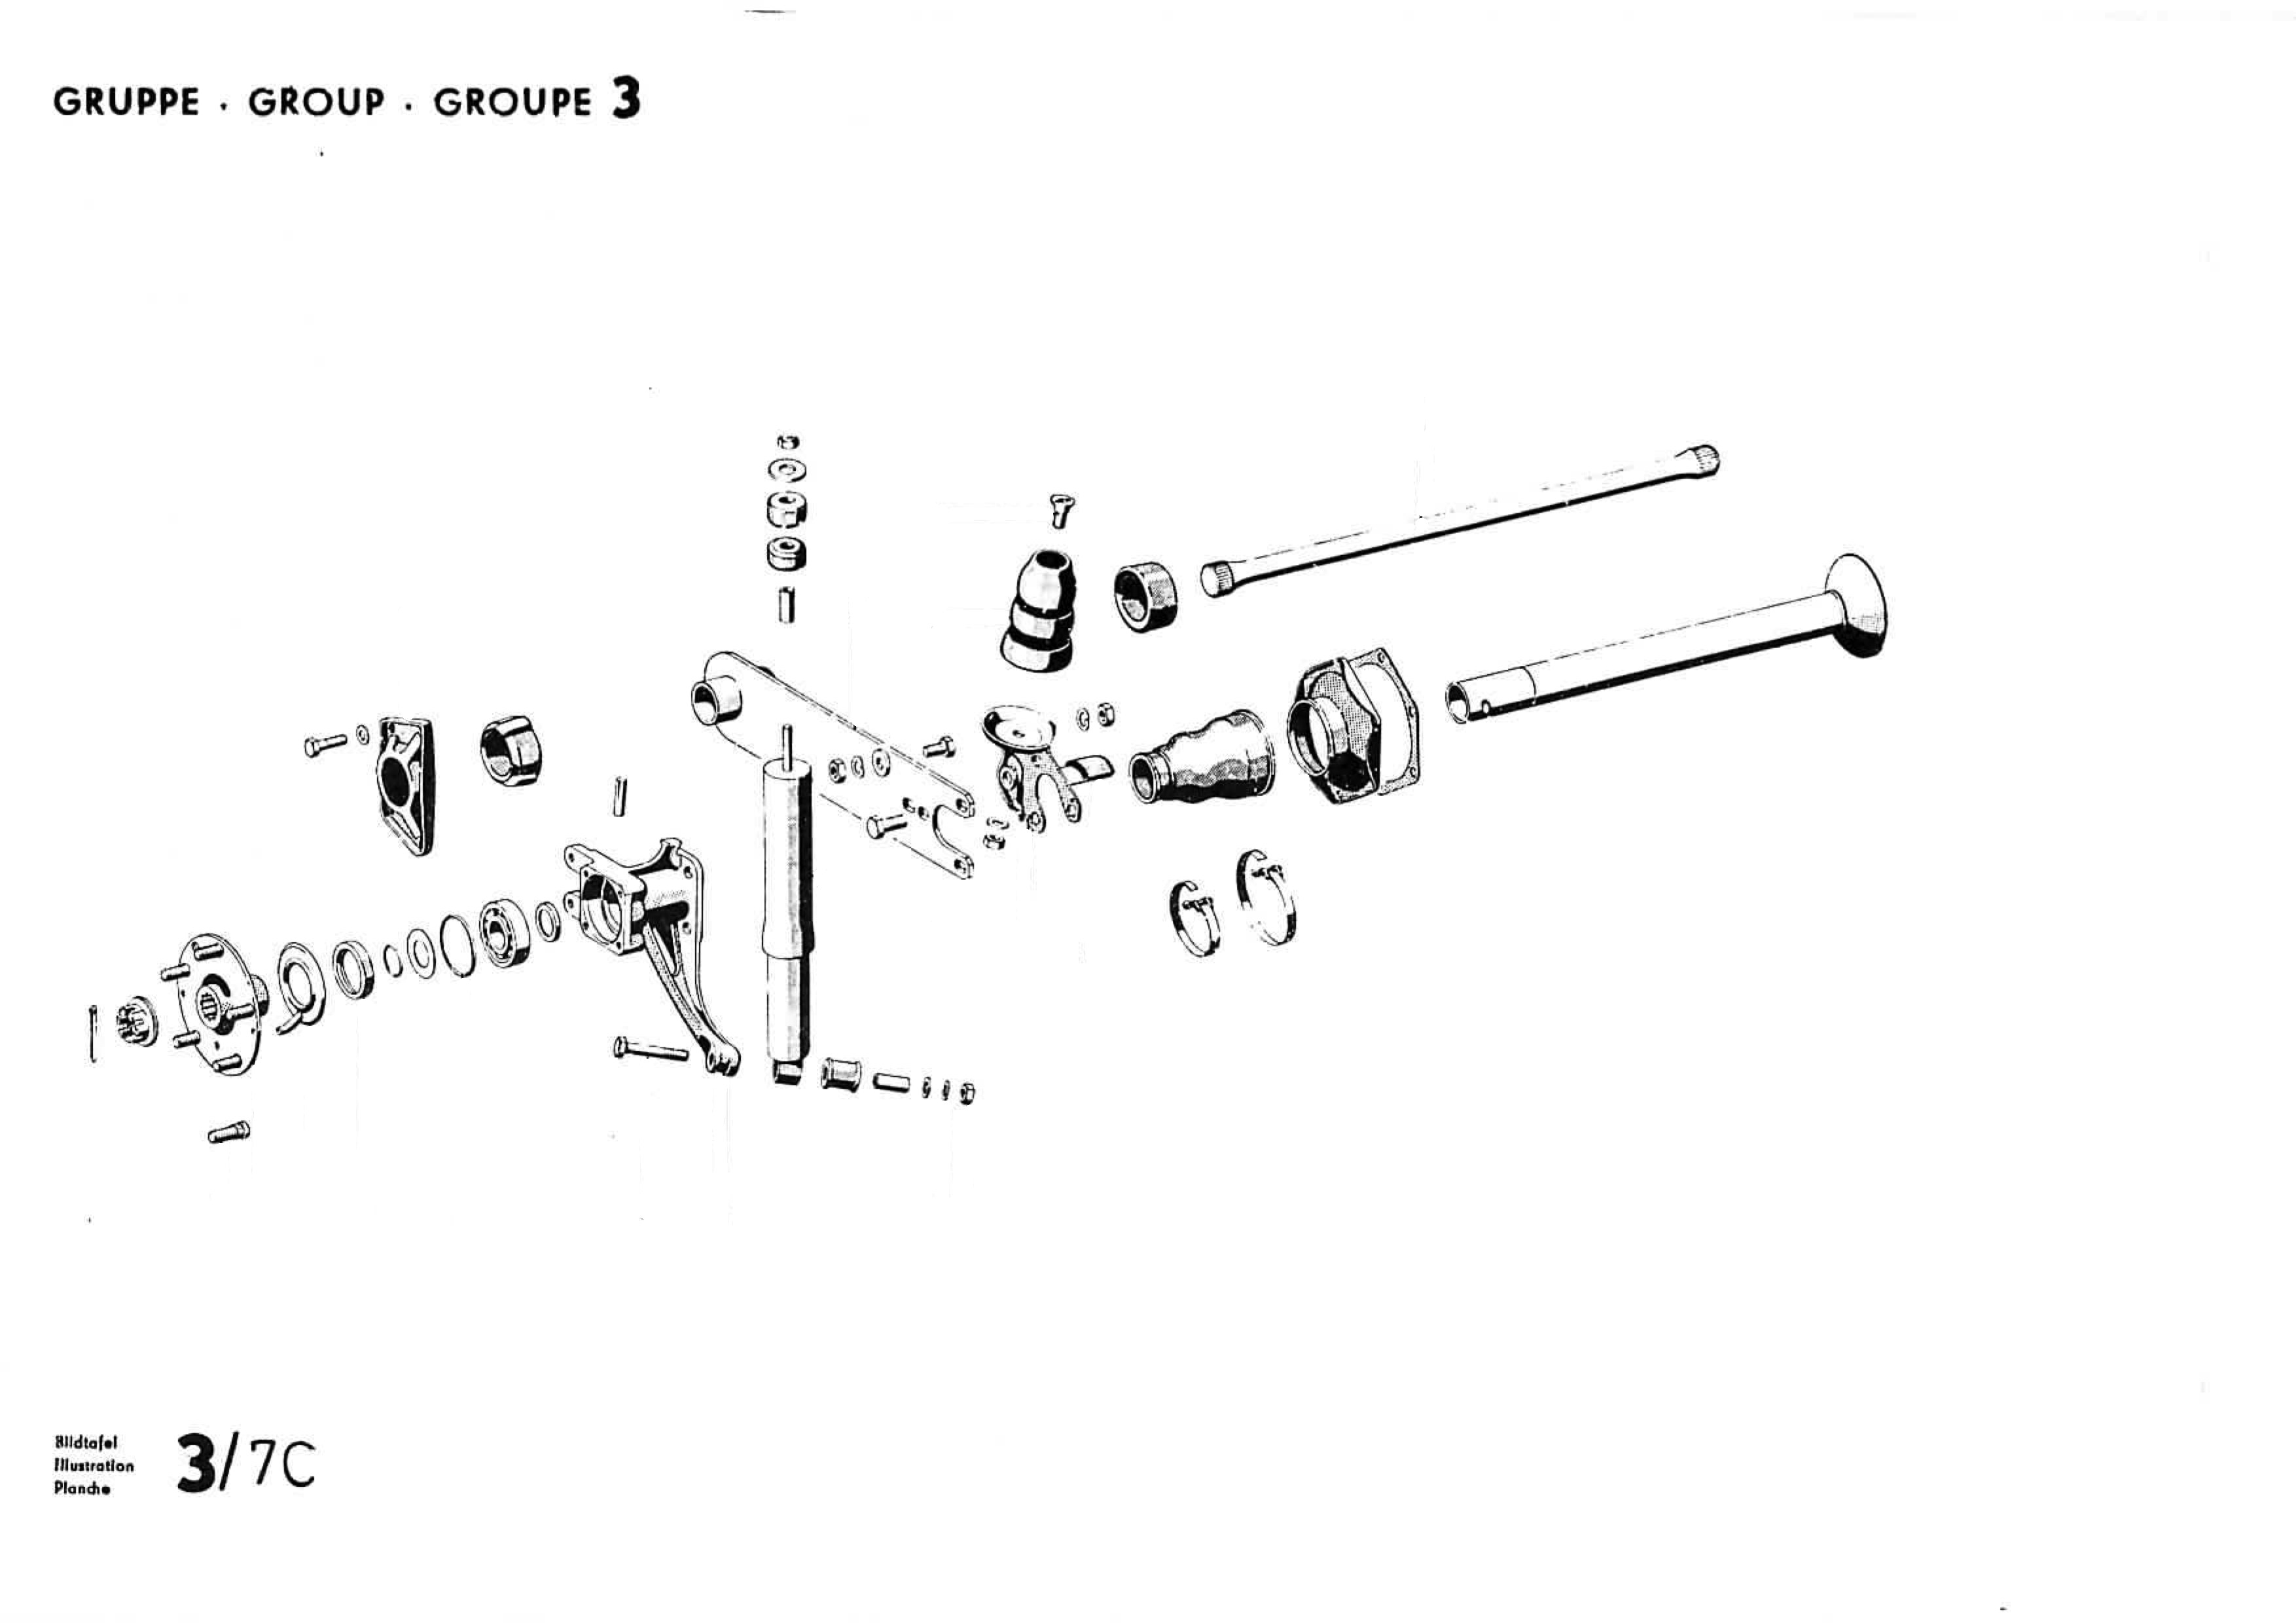 GRUPPE · GROUP · GROUPE 3
Bildtafel
Illustration
Planche
3/7C